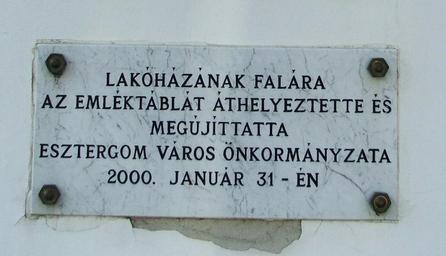 LAKÓHÁZÁNAK FALÁRA
AZ EMLÉKTÁBLÁT ÁTHELYEZTETTE ÉS
MEGÚJÍTTATTA
ESZTERGOM VÁROS ÖNKORMÁNYZATA
2000. JANUÁR 31 - ÉN